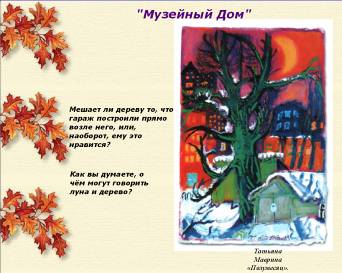 "Музейный Дом"
Мешает ли дереву то, что
гараж построили прямо
возле него, или,
наоборот, ему это
нравится?
Как вы думаете, о
чём могут говорить
луна и дерево?
Татьяна
Маврина
«Полумесяц».